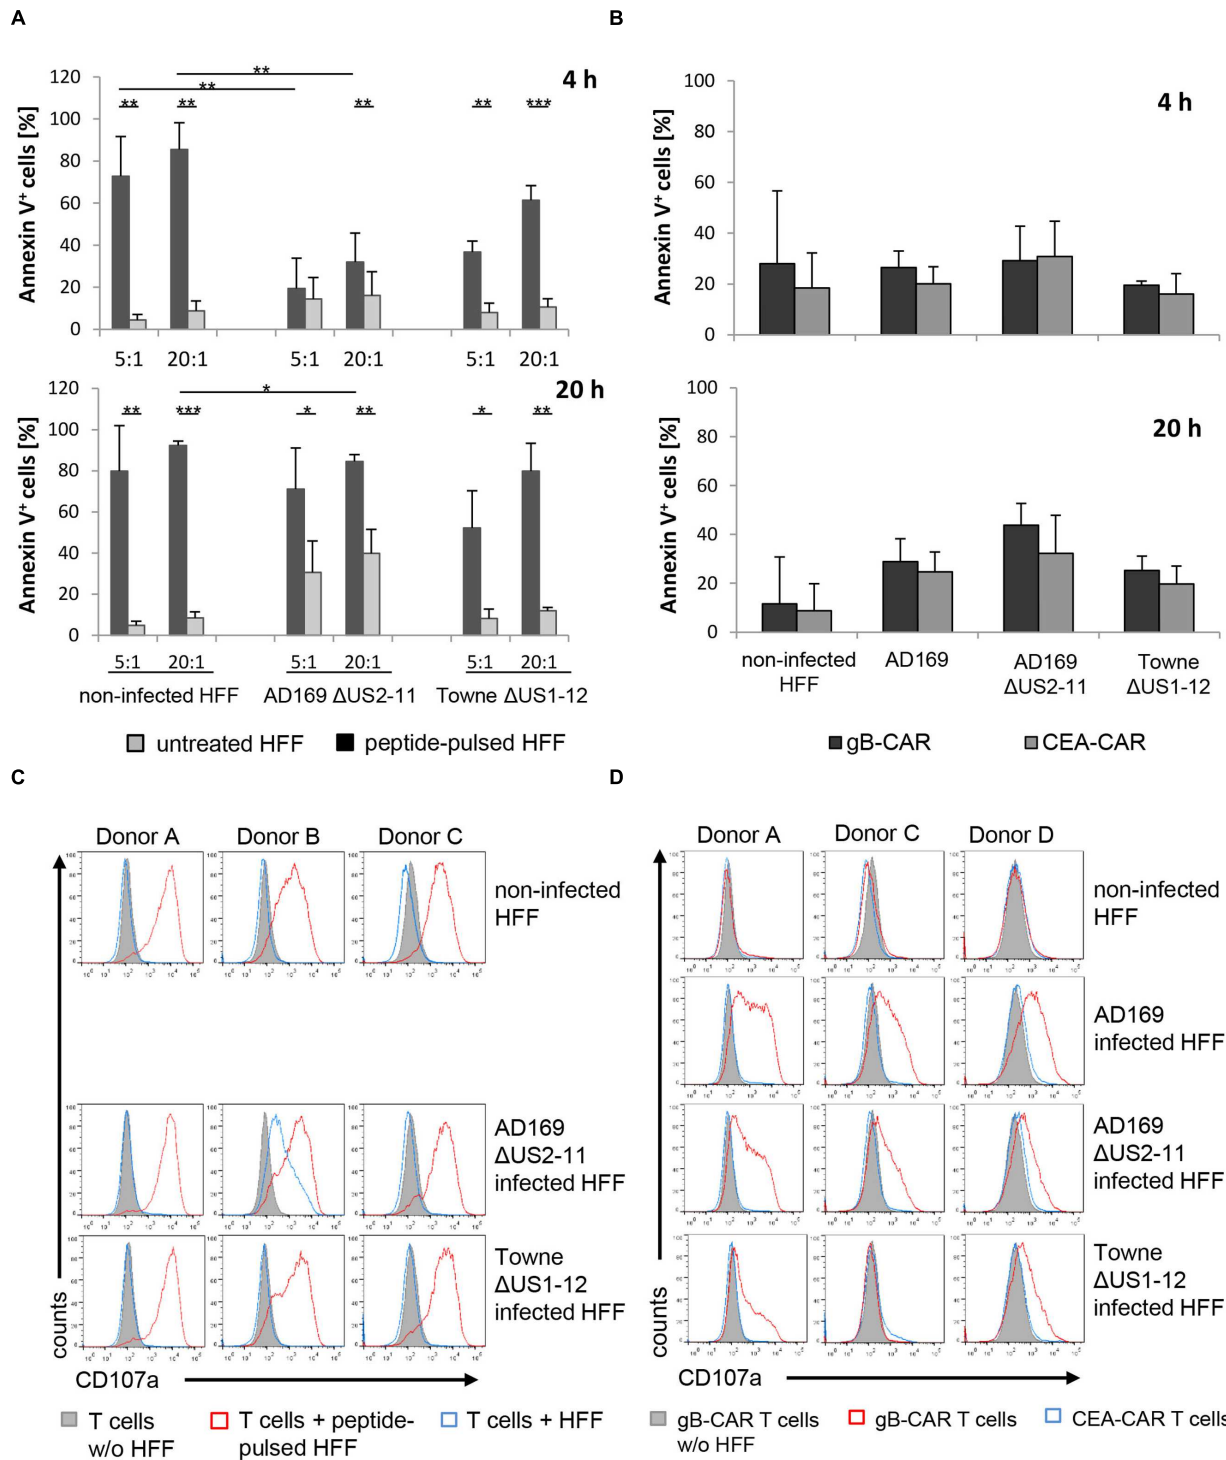 A
B
** **
4 h
4 h
** ** ** ** ***
Annexin V+ cells [%]
120
100
80
60
40
20
0
5:1 20:1 5:1 20:1 5:1 20:1
Annexin V+ cells [%]
100
80
60
40
20
0
*
20 h
20 h
** *** * ** * **
Annexin V+ cells [%]
120
100
80
60
40
20
0
5:1 20:1 5:1 20:1 5:1 20:1
non-infected HFF AD169 ΔUS2-11 Towne ΔUS1-12
untreated HFF peptide-pulsed HFF
Annexin V+ cells [%]
100
80
60
40
20
0
non-infected HFF
AD169
AD169 ΔUS2-11
Towne ΔUS1-12
gB-CAR CEA-CAR
C
D
Donor A Donor B Donor C
non-infected
HFF
AD169
ΔUS2-11
infected HFF
Towne
ΔUS1-12
infected HFF
counts
CD107a
T cells
w/o HFF
T cells + peptide-
pulsed HFF
T cells + HFF
Donor A Donor C Donor D
non-infected
HFF
AD169
infected HFF
AD169
ΔUS2-11
infected HFF
Towne
ΔUS1-12
infected HFF
counts
CD107a
gB-CAR T cells
w/o HFF
gB-CAR T cells
CEA-CAR T cells